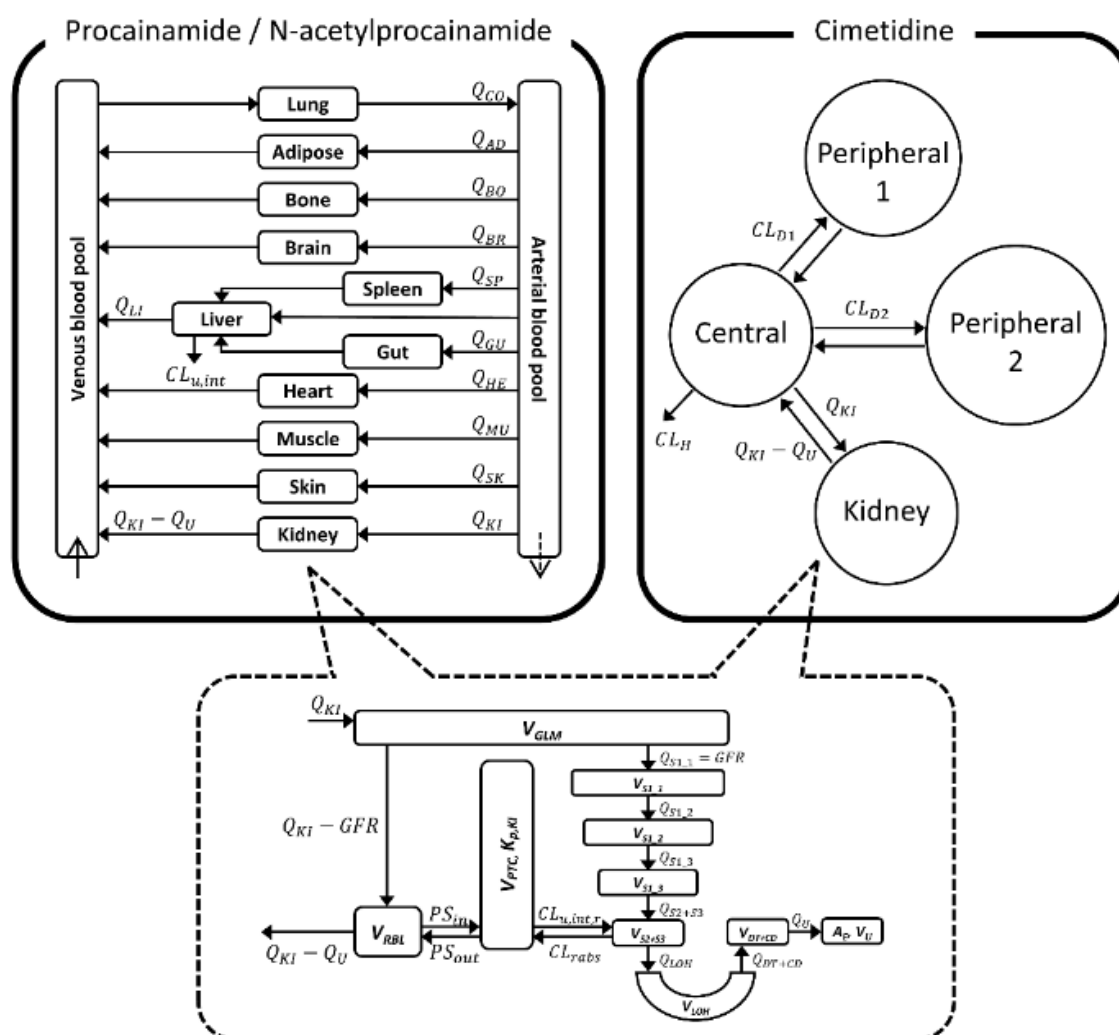 Procainamide / N-acetylprocainamide
Venous blood pool
Arterial blood pool
Lung
Q_CO
Adipose
Q_AD
Bone
Q_BO
Brain
Q_BR
Spleen
Q_SP
Q_LI
Liver
Gut
Q_GU
CL_u,int
Heart
Q_HE
Muscle
Q_MU
Skin
Q_SK
Q_KI − Q_U
Kidney
Q_KI
Cimetidine
Peripheral
1
CL_D1
Central
CL_D2
Peripheral
2
CL_H
Q_KI
Q_KI − Q_U
Kidney
Q_KI
V_GLM
Q_S1_1 = GFR
V_S1_1
Q_S1_2
V_S1_2
Q_S1_3
V_S1_3
Q_S2+S3
Q_KI − GFR
V_PTC, K_p,KI
V_RBL
PS_in
PS_out
CL_u,int,r
CL_rabs
V_S2+S3
Q_KI − Q_U
Q_LOH
V_LOH
Q_DT+CD
V_DT+CD
Q_U
V_U